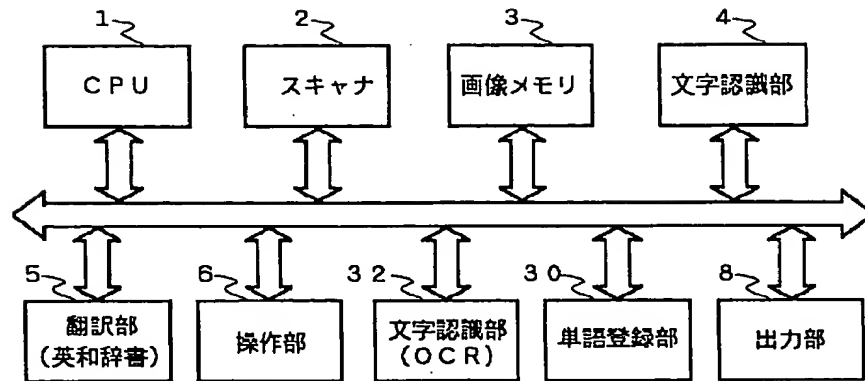 1 2 3 4
CPU スキャナ 画像メモリ 文字認識部
5 6 32 30 8
翻訳部
(英和辞書)
操作部
文字認識部
(OCR)
単語登録部
出力部